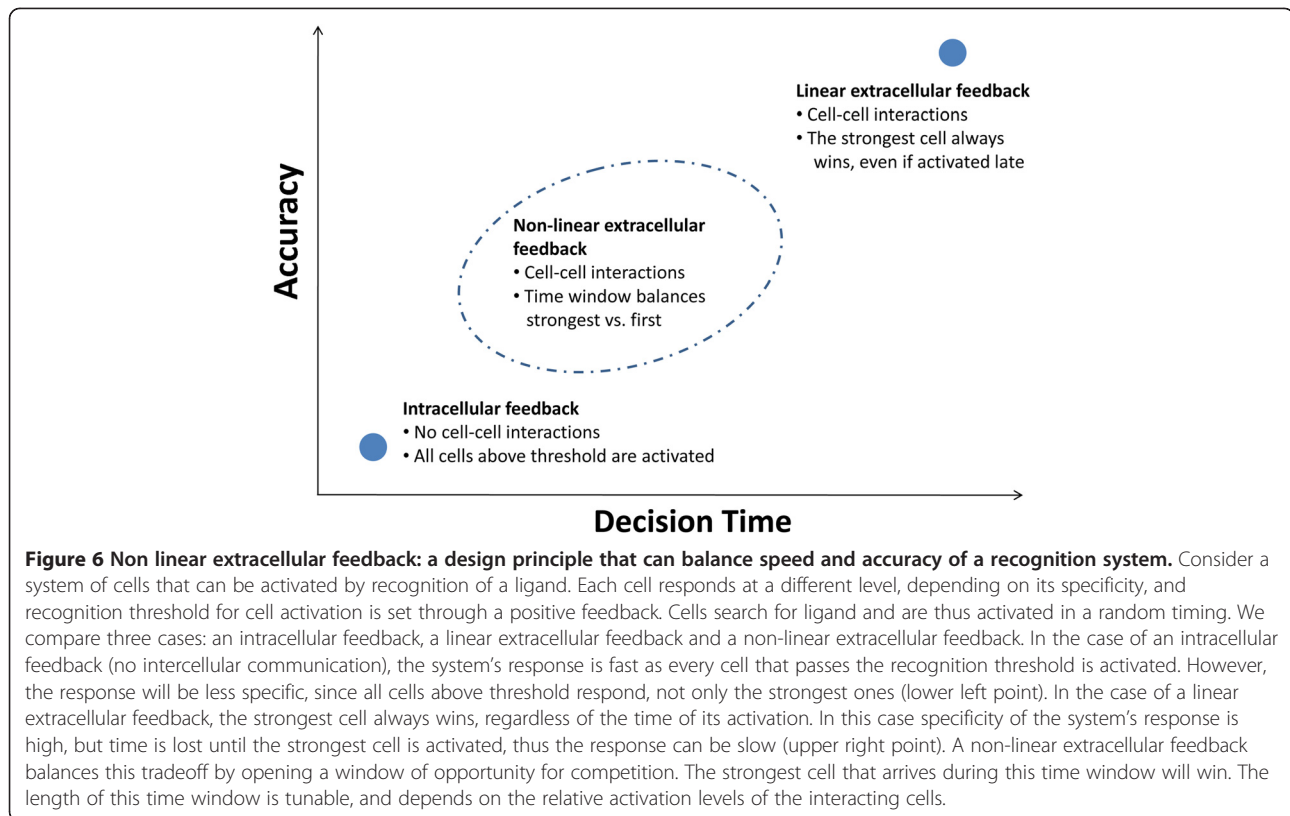 Accuracy
Linear extracellular feedback
• Cell-cell interactions
• The strongest cell always
wins, even if activated late
Non-linear extracellular
feedback
• Cell-cell interactions
• Time window balances
strongest vs. first
Intracellular feedback
• No cell-cell interactions
• All cells above threshold are activated
Decision Time
Figure 6 Non linear extracellular feedback: a design principle that can balance speed and accuracy of a recognition system. Consider a
system of cells that can be activated by recognition of a ligand. Each cell responds at a different level, depending on its specificity, and
recognition threshold for cell activation is set through a positive feedback. Cells search for ligand and are thus activated in a random timing. We
compare three cases: an intracellular feedback, a linear extracellular feedback and a non-linear extracellular feedback. In the case of an intracellular
feedback (no intercellular communication), the system's response is fast as every cell that passes the recognition threshold is activated. However,
the response will be less specific, since all cells above threshold respond, not only the strongest ones (lower left point). In the case of a linear
extracellular feedback, the strongest cell always wins, regardless of the time of its activation. In this case specificity of the system's response is
high, but time is lost until the strongest cell is activated, thus the response can be slow (upper right point). A non-linear extracellular feedback
balances this tradeoff by opening a window of opportunity for competition. The strongest cell that arrives during this time window will win. The
length of this time window is tunable, and depends on the relative activation levels of the interacting cells.